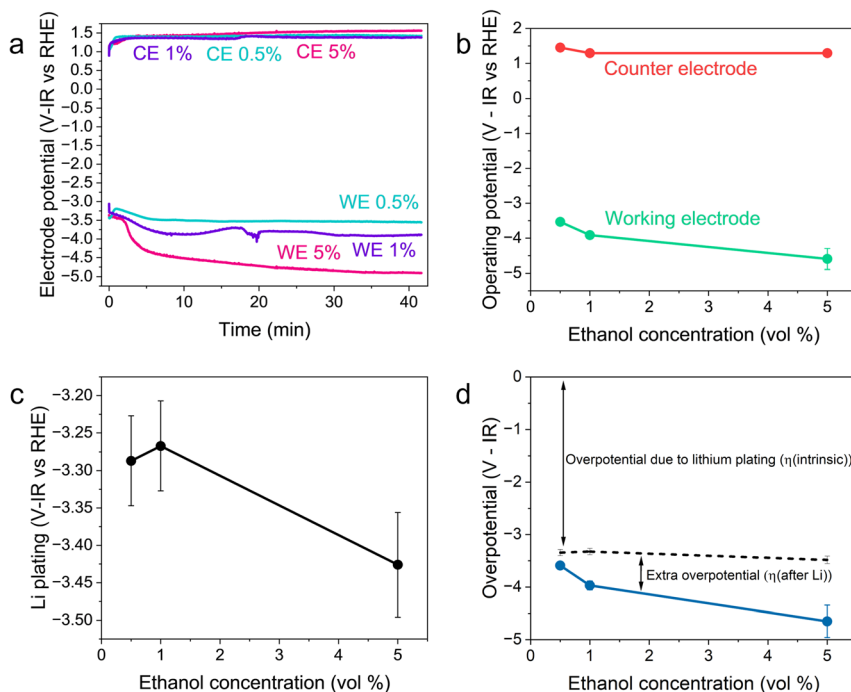 a
Electrode potential (V-IR vs RHE)
1.5
1.0
0.5
0.0
−0.5
−1.0
−1.5
−2.0
−2.5
−3.0
−3.5
−4.0
−4.5
−5.0
CE 1%
CE 0.5%
CE 5%
WE 0.5%
WE 5%
WE 1%
0
10
20
30
40
Time (min)
b
Operating potential (V - IR vs RHE)
2
1
0
−1
−2
−3
−4
−5
Counter electrode
Working electrode
0
1
2
3
4
5
Ethanol concentration (vol %)
c
Li plating (V-IR vs RHE)
−3.20
−3.25
−3.30
−3.35
−3.40
−3.45
−3.50
0
1
2
3
4
5
Ethanol concentration (vol %)
d
Overpotential (V - IR)
0
−1
−2
−3
−4
−5
Overpotential due to lithium plating (η(intrinsic))
Extra overpotential (η(after Li))
0
1
2
3
4
5
Ethanol concentration (vol %)